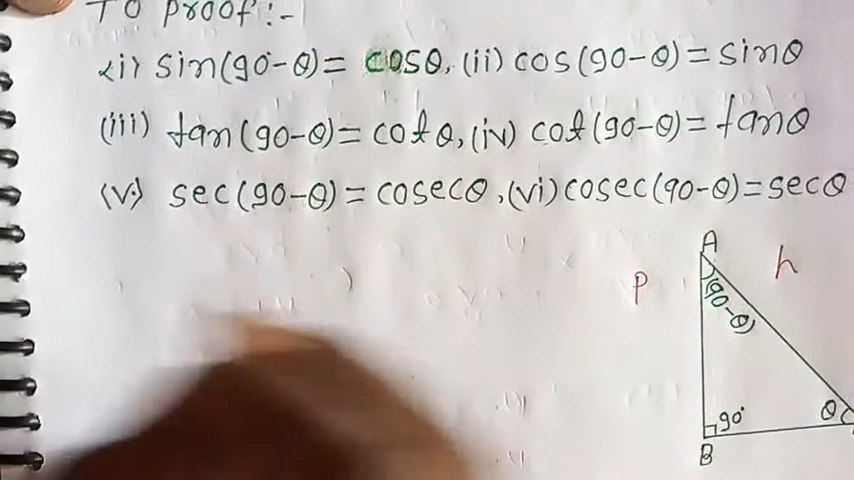 To proof:-
(i) sin(90°-θ)= cosθ, (ii) cos(90-θ)=sinθ
(iii) tan(90-θ)=cotθ, (iv) cot(90-θ)=tanθ
(v) sec(90-θ)=cosecθ, (vi) cosec(90-θ)=secθ
A
p
h
(90-θ)
90°
θ
C
B